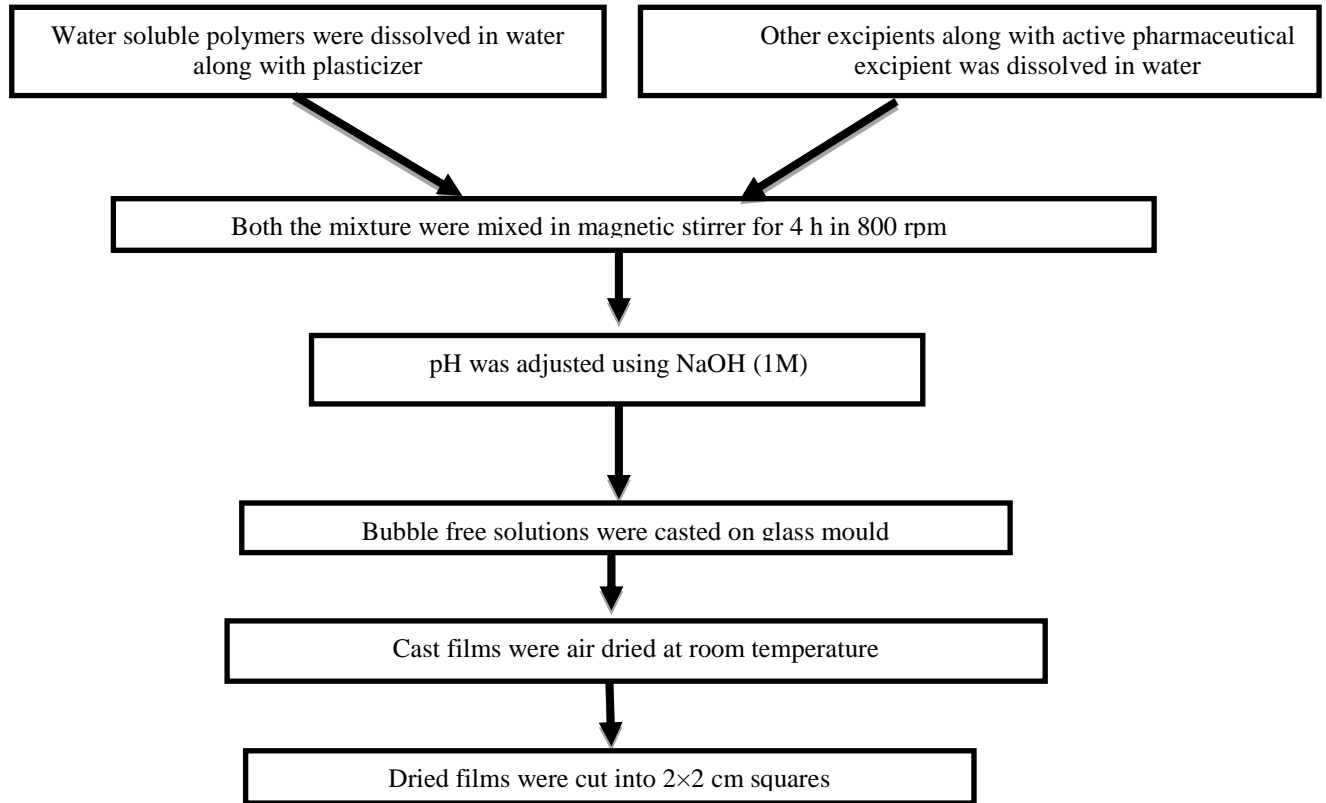 Water soluble polymers were dissolved in water
along with plasticizer
Other excipients along with active pharmaceutical
excipient was dissolved in water
Both the mixture were mixed in magnetic stirrer for 4 h in 800 rpm
pH was adjusted using NaOH (1M)
Bubble free solutions were casted on glass mould
Cast films were air dried at room temperature
Dried films were cut into 2×2 cm squares